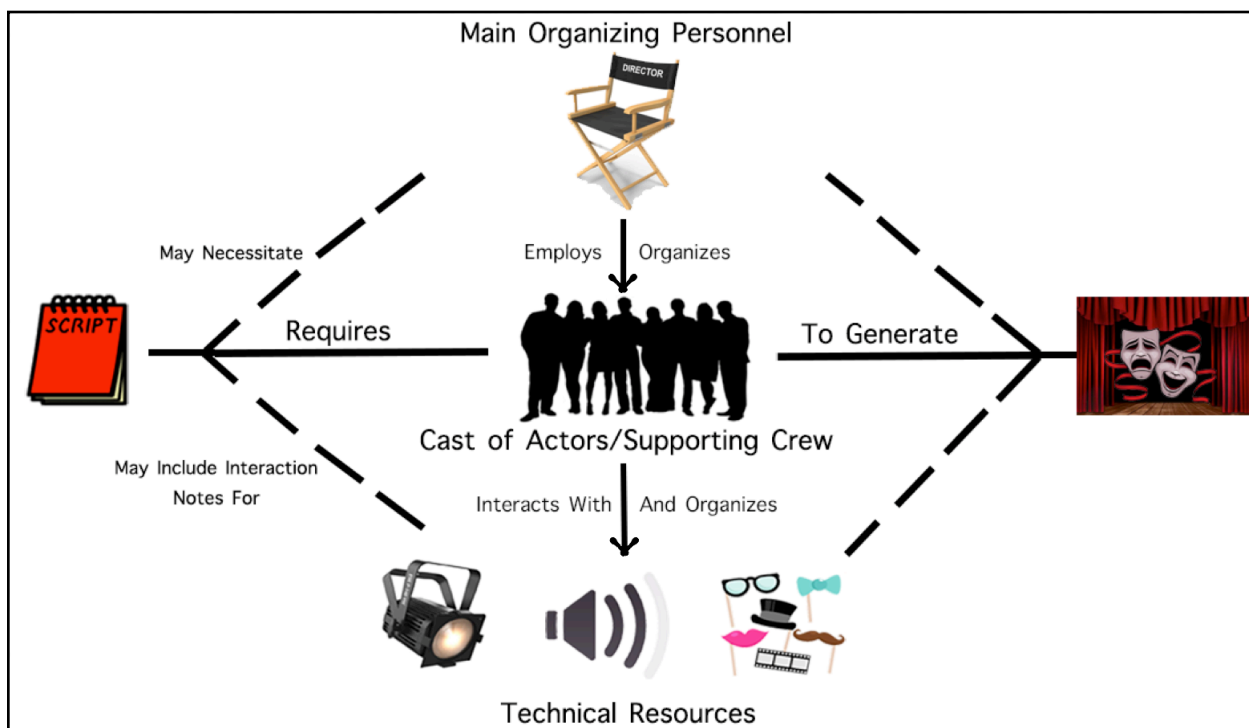 Main Organizing Personnel
DIRECTOR
May Necessitate
Employs Organizes
SCRIPT
Requires
To Generate
Cast of Actors/Supporting Crew
May Include Interaction
Notes For
Interacts With And Organizes
Technical Resources